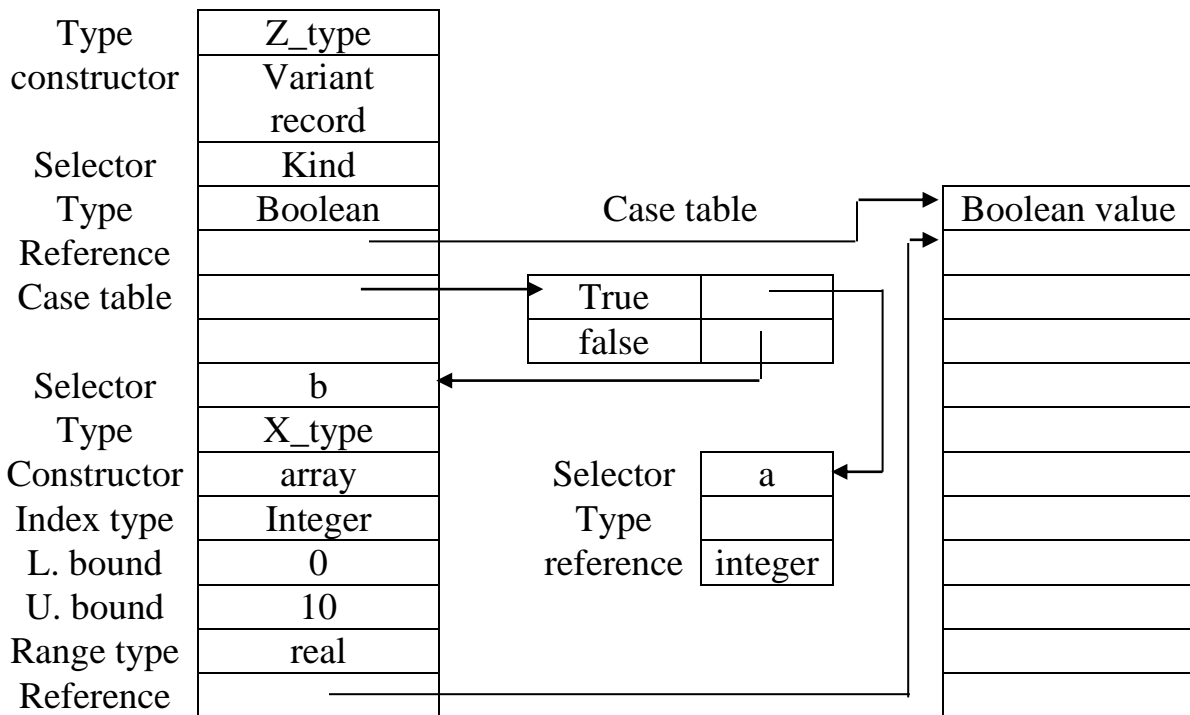 Type Z_type
constructor Variant
record
Selector Kind
Type Boolean Case table Boolean value
Reference
Case table True
false
Selector b
Type X_type
Constructor array Selector a
Index type Integer Type
L. bound 0 reference integer
U. bound 10
Range type real
Reference